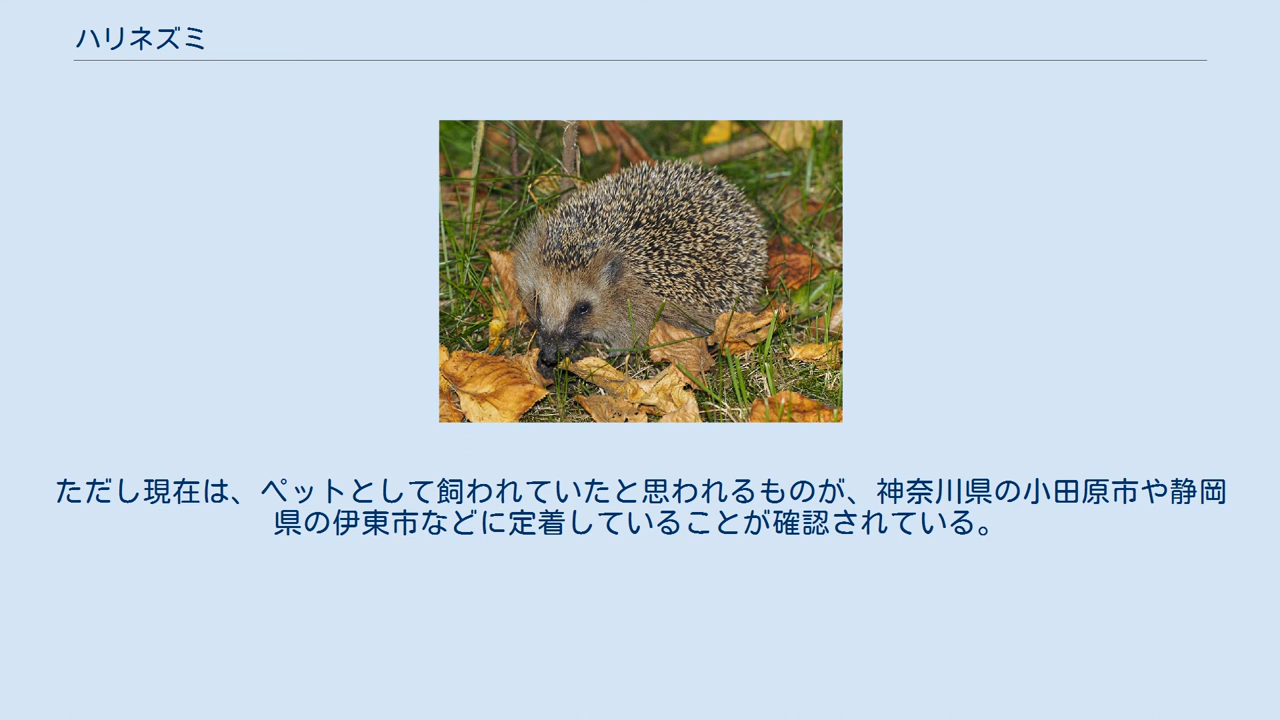 ハリネズミ
ただし現在は、ペットとして飼われていたと思われるものが、神奈川県の小田原市や静岡
県の伊東市などに定着していることが確認されている。